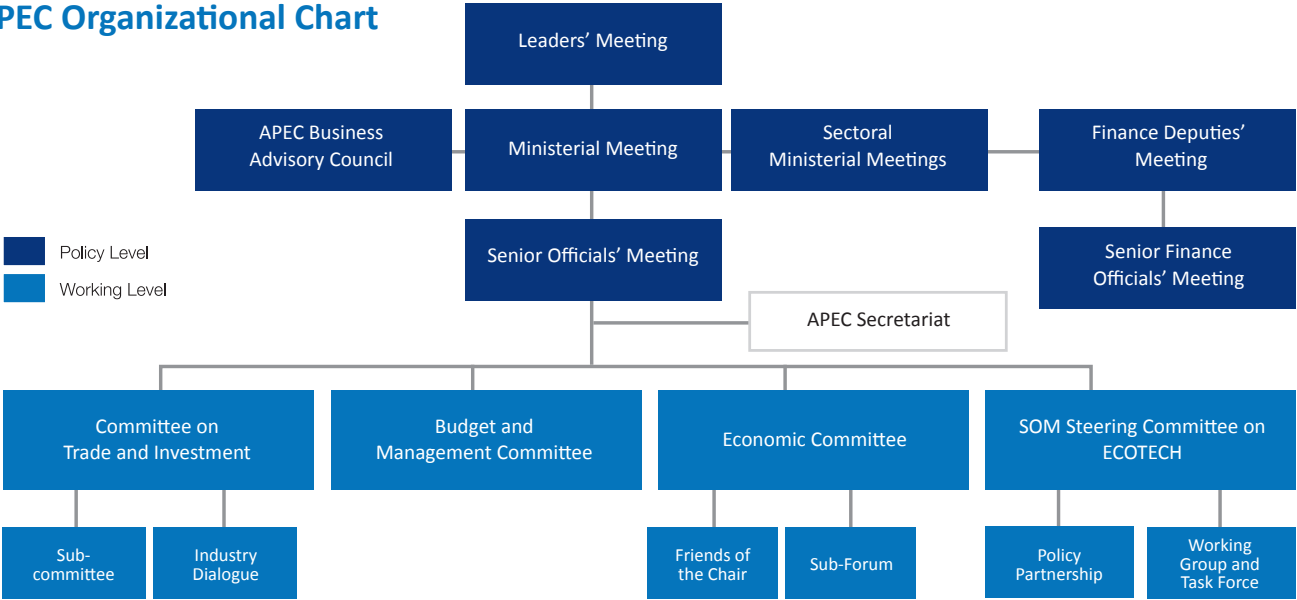 PEC Organizational Chart
Leaders' Meeting
APEC Business
Advisory Council
Ministerial Meeting
Sectoral
Ministerial Meetings
Finance Deputies'
Meeting
Policy Level
Working Level
Senior Officials' Meeting
Senior Finance
Officials' Meeting
APEC Secretariat
Committee on
Trade and Investment
Budget and
Management Committee
Economic Committee
SOM Steering Committee on
ECOTECH
Sub-
committee
Industry
Dialogue
Friends of
the Chair
Sub-Forum
Policy
Partnership
Working
Group and
Task Force